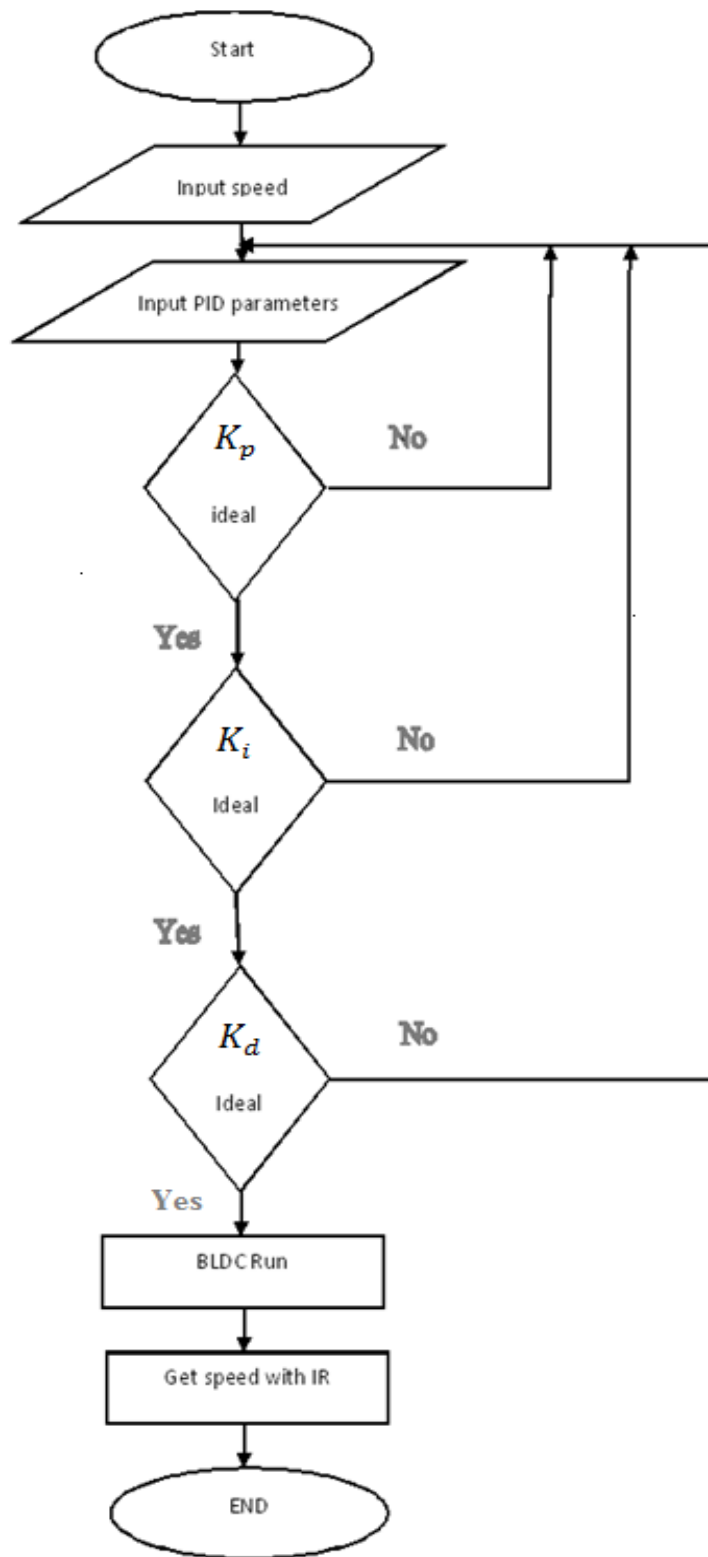 Start
Input speed
Input PID parameters
K_p
No
ideal
Yes
K_i
No
Ideal
Yes
K_d
No
Ideal
Yes
BLDC Run
Get speed with IR
END